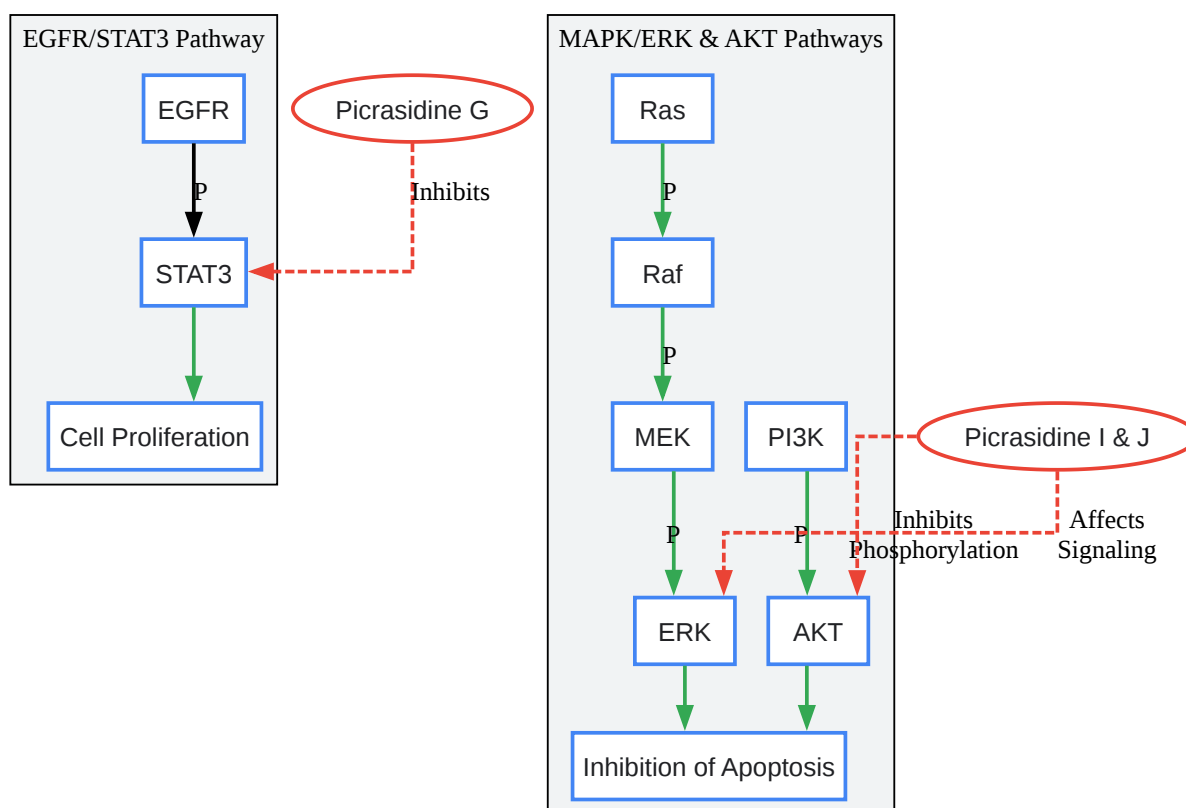 EGFR/STAT3 Pathway
EGFR
Picrasidine G
P
Inhibits
STAT3
Cell Proliferation
MAPK/ERK & AKT Pathways
Ras
P
Raf
P
MEK
PI3K
Picrasidine I & J
P
P
Inhibits
Phosphorylation
Affects
Signaling
ERK
AKT
Inhibition of Apoptosis